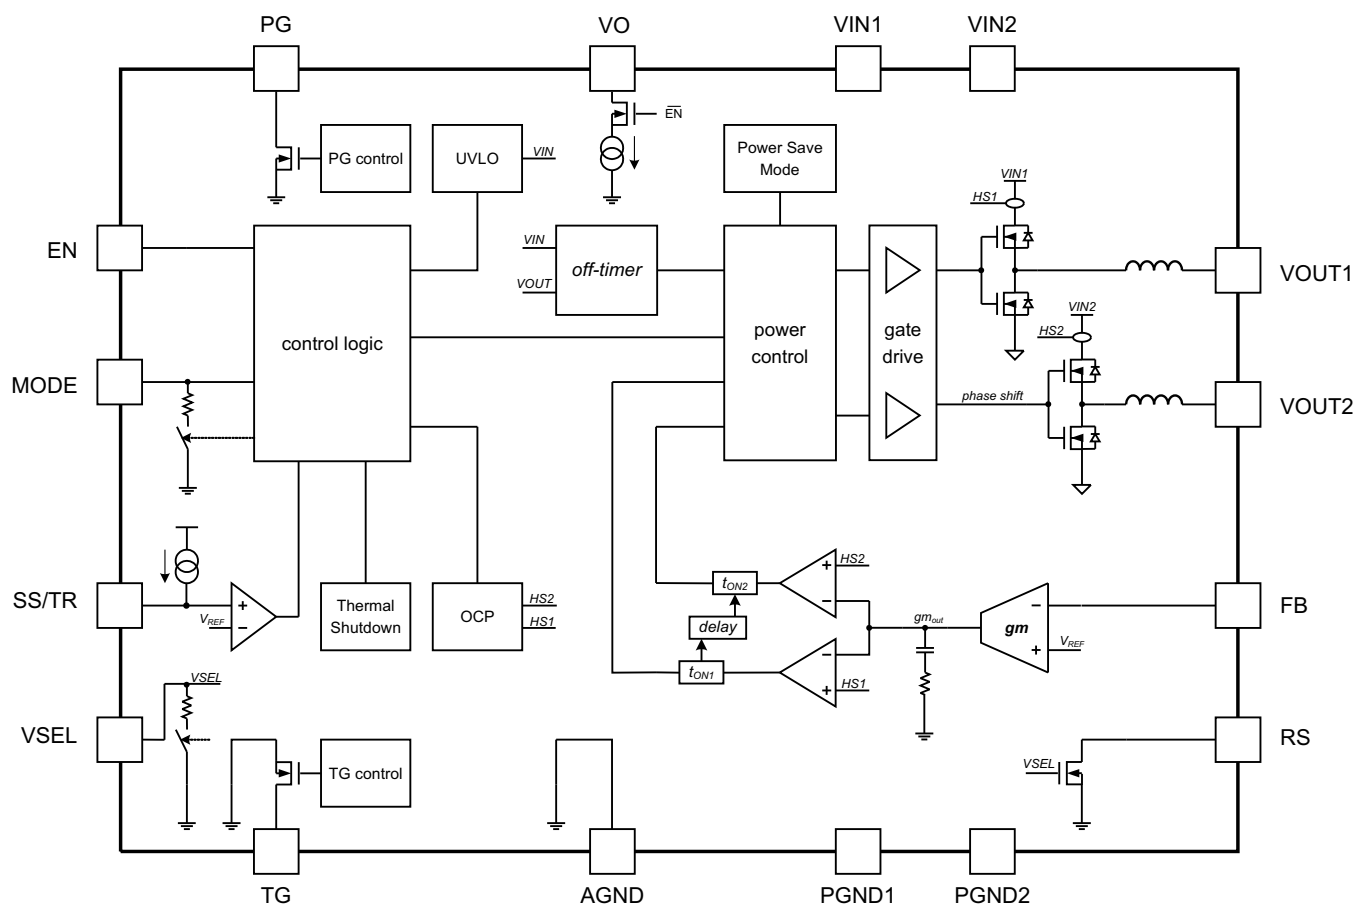 PG
VO
VIN1
VIN2
EN
PG control
UVLO
VIN
Power Save
Mode
VIN1
HS1
EN
VIN
VOUT
off-timer
VOUT1
control logic
power
control
gate
drive
VIN2
HS2
MODE
phase shift
VOUT2
SS/TR
+
VREF
−
Thermal
Shutdown
OCP
HS2
HS1
tON2
+
HS2
−
delay
gmout
gm
−
+
VREF
FB
tON1
−
+
HS1
VSEL
VSEL
TG control
VSEL
RS
TG
AGND
PGND1
PGND2